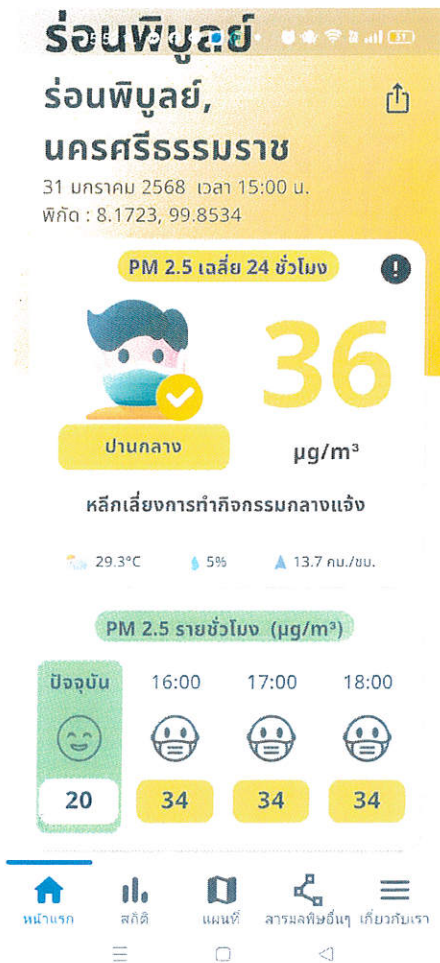 ร่อนพิบูลย์
51
ร่อนพิบูลย์,
นครศรีธรรมราช
31 มกราคม 2568 เวลา 15:00 น.
พิกัด : 8.1723, 99.8534
PM 2.5 เฉลี่ย 24 ชั่วโมง
36
ปานกลาง
µg/m³
หลีกเลี่ยงการทำกิจกรรมกลางแจ้ง
29.3°C 5% 13.7 กม./ชม.
PM 2.5 รายชั่วโมง (µg/m³)
ปัจจุบัน 16:00 17:00 18:00
20 34 34 34
หน้าแรก สถิติ แผนที่ สารมลพิษอื่นๆ เกี่ยวกับเรา